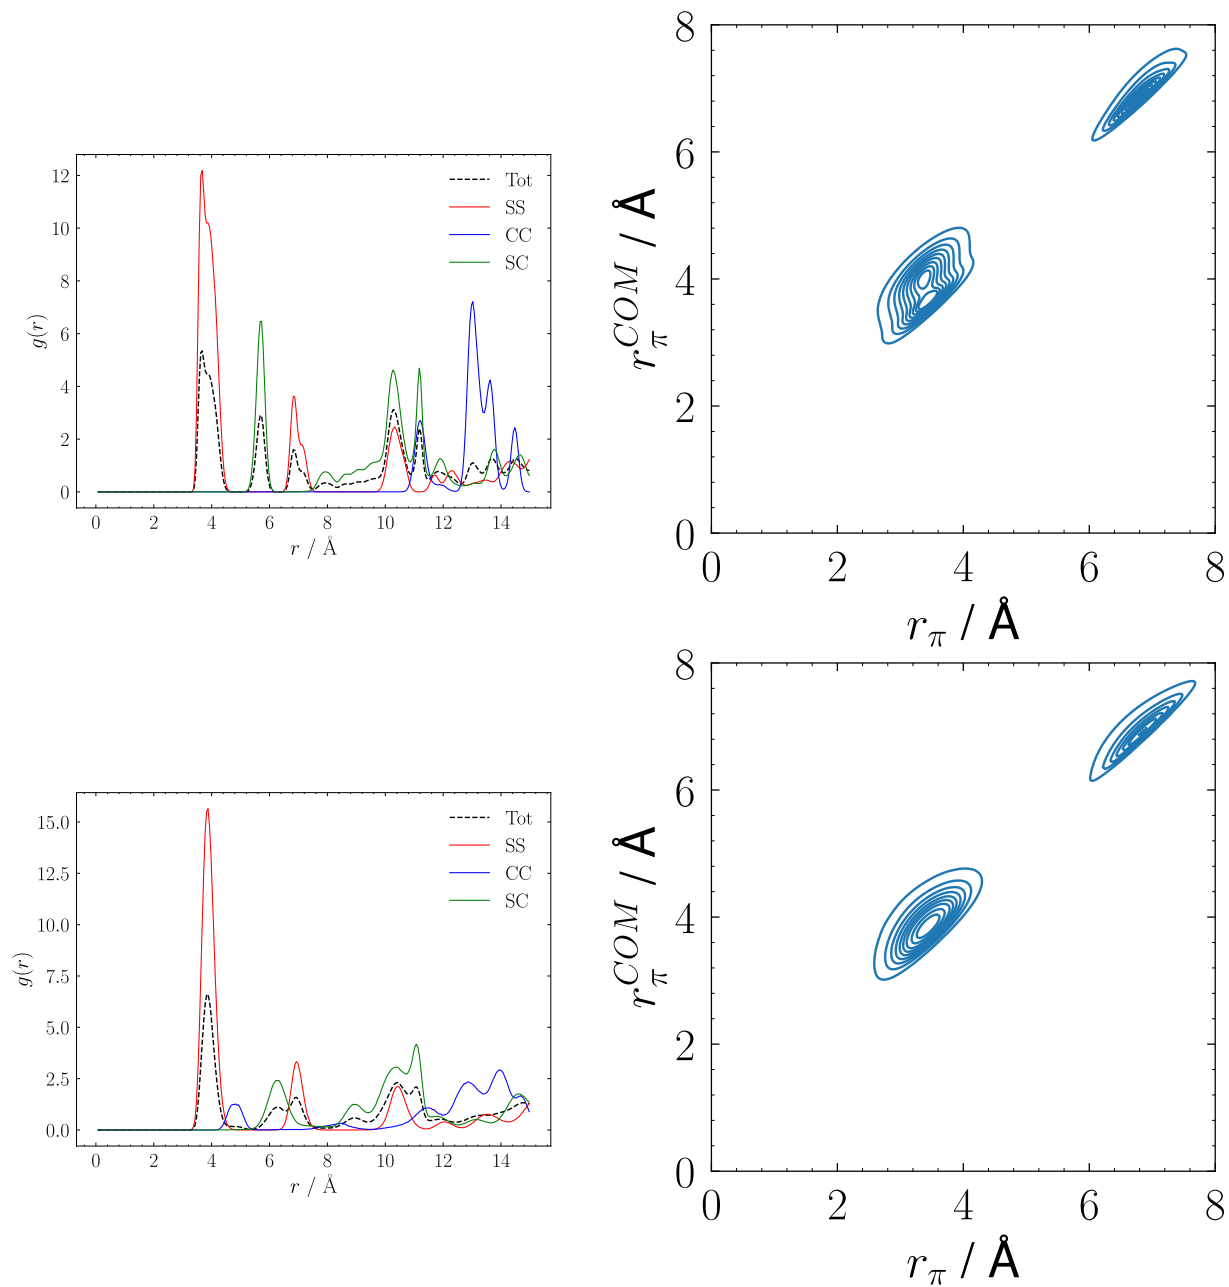 8
6
4
2
0
0 2 4 6 8
r_π^{COM} / Å
r_π / Å
12
10
8
6
4
2
0
0 2 4 6 8 10 12 14
g(r)
r / Å
Tot
SS
CC
SC
8
6
4
2
0
0 2 4 6 8
r_π^{COM} / Å
r_π / Å
15.0
12.5
10.0
7.5
5.0
2.5
0.0
0 2 4 6 8 10 12 14
g(r)
r / Å
Tot
SS
CC
SC